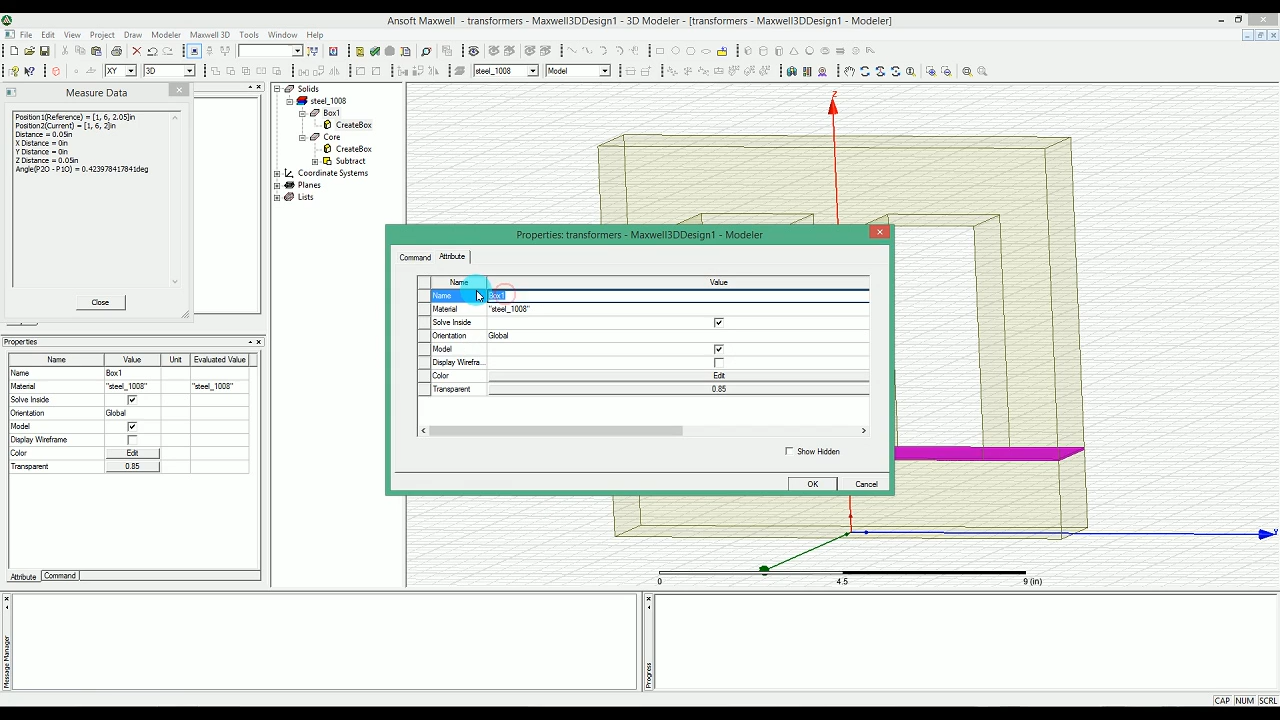 Ansoft Maxwell - transformers - Maxwell3DDesign1 - 3D Modeler - [transformers - Maxwell3DDesign1 - Modeler]
File Edit View Project Draw Modeler Maxwell 3D Tools Window Help
XY 3D steel_1008 Model
Measure Data
Position1(Reference) = [1, 6, 2.05]in
Position2(Current) = [1, 6, 2]in
Distance = 0.05in
X Distance = 0in
Y Distance = 0in
Z Distance = 0.05in
Angle(P2O - P1O) = 0.423978417841deg
Close
Solids
steel_1008
Box1
CreateBox
Core
CreateBox
Subtract
Coordinate Systems
Planes
Lists
Z
Properties: transformers - Maxwell3DDesign1 - Modeler
Command Attribute
Name Value
Name Box1
Material "steel_1008"
Solve Inside
Orientation Global
Model
Display Wirefra...
Color Edit
Transparent 0.85
Show Hidden
OK Cancel
Properties
Name Value Unit Evaluated Value
Name Box1
Material "steel_1008" "steel_1008"
Solve Inside
Orientation Global
Model
Display Wireframe
Color Edit
Transparent 0.85
Attribute Command
Y
0 4.5 9 (in)
Message Manager
Progress
CAP NUM SCRL